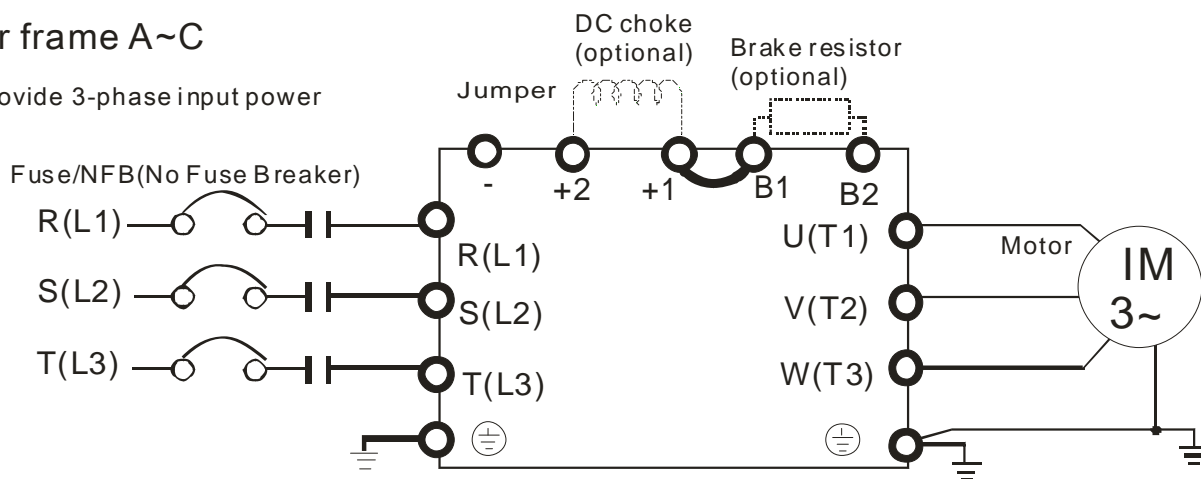 r frame A~C
ovide 3-phase input power
DC choke
(optional)
Brake resistor
(optional)
Jumper
Fuse/NFB(No Fuse Breaker)
-
+2
+1
B1
B2
R(L1)
R(L1)
U(T1)
Motor
IM
3~
S(L2)
S(L2)
V(T2)
T(L3)
T(L3)
W(T3)